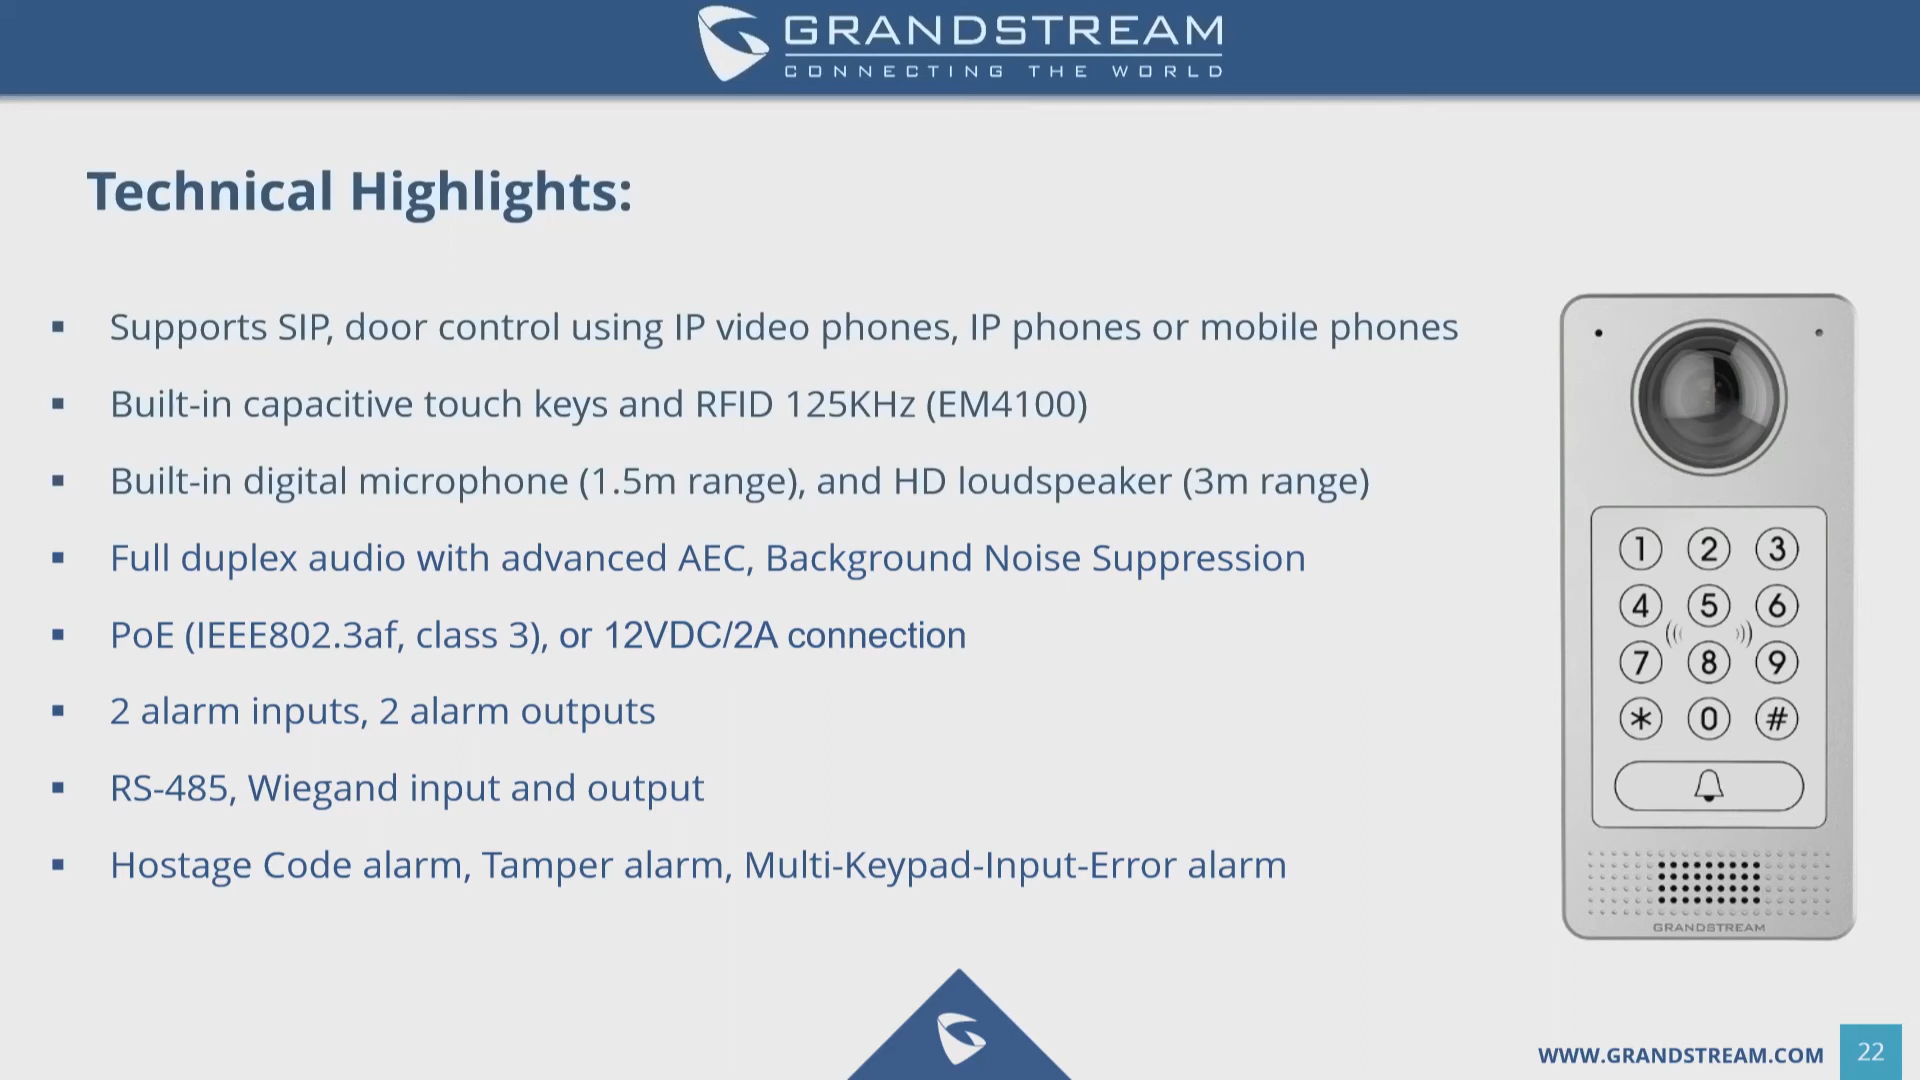 GRANDSTREAM
CONNECTING THE WORLD
Technical Highlights:
▪ Supports SIP, door control using IP video phones, IP phones or mobile phones
▪ Built-in capacitive touch keys and RFID 125KHz (EM4100)
▪ Built-in digital microphone (1.5m range), and HD loudspeaker (3m range)
▪ Full duplex audio with advanced AEC, Background Noise Suppression
▪ PoE (IEEE802.3af, class 3), or 12VDC/2A connection
▪ 2 alarm inputs, 2 alarm outputs
▪ RS-485, Wiegand input and output
▪ Hostage Code alarm, Tamper alarm, Multi-Keypad-Input-Error alarm
1 2 3
4 5 6
7 8 9
* 0 #
GRANDSTREAM
WWW.GRANDSTREAM.COM
22